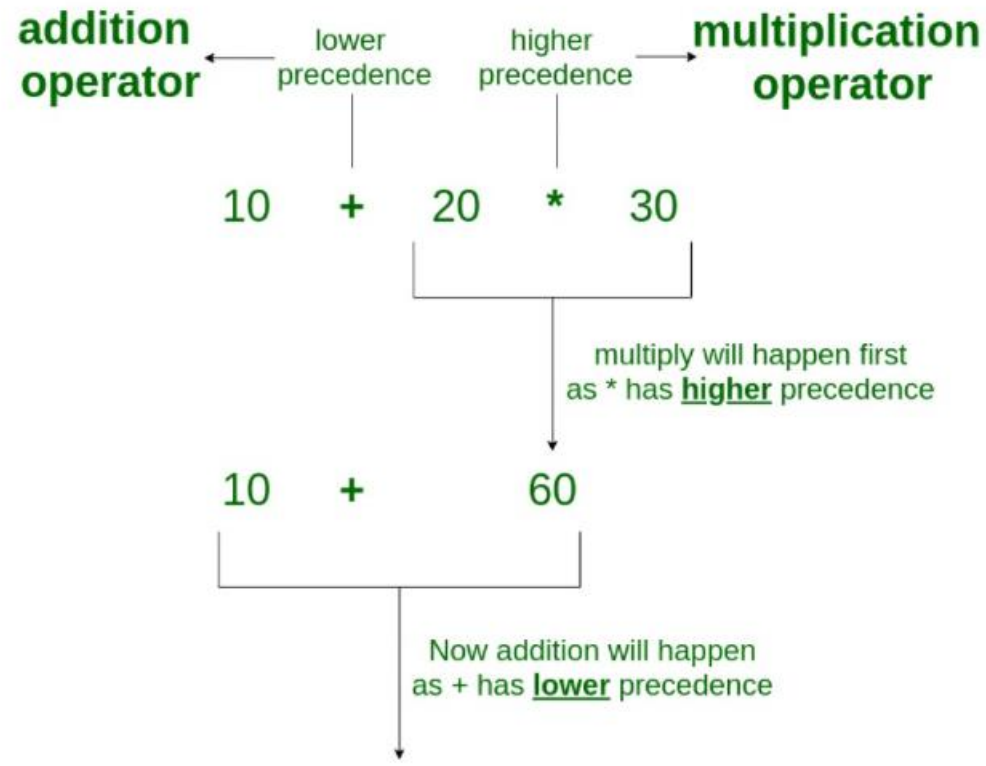 addition
operator
lower
precedence
higher
precedence
multiplication
operator
10 + 20 * 30
multiply will happen first
as * has higher precedence
10 + 60
Now addition will happen
as + has lower precedence